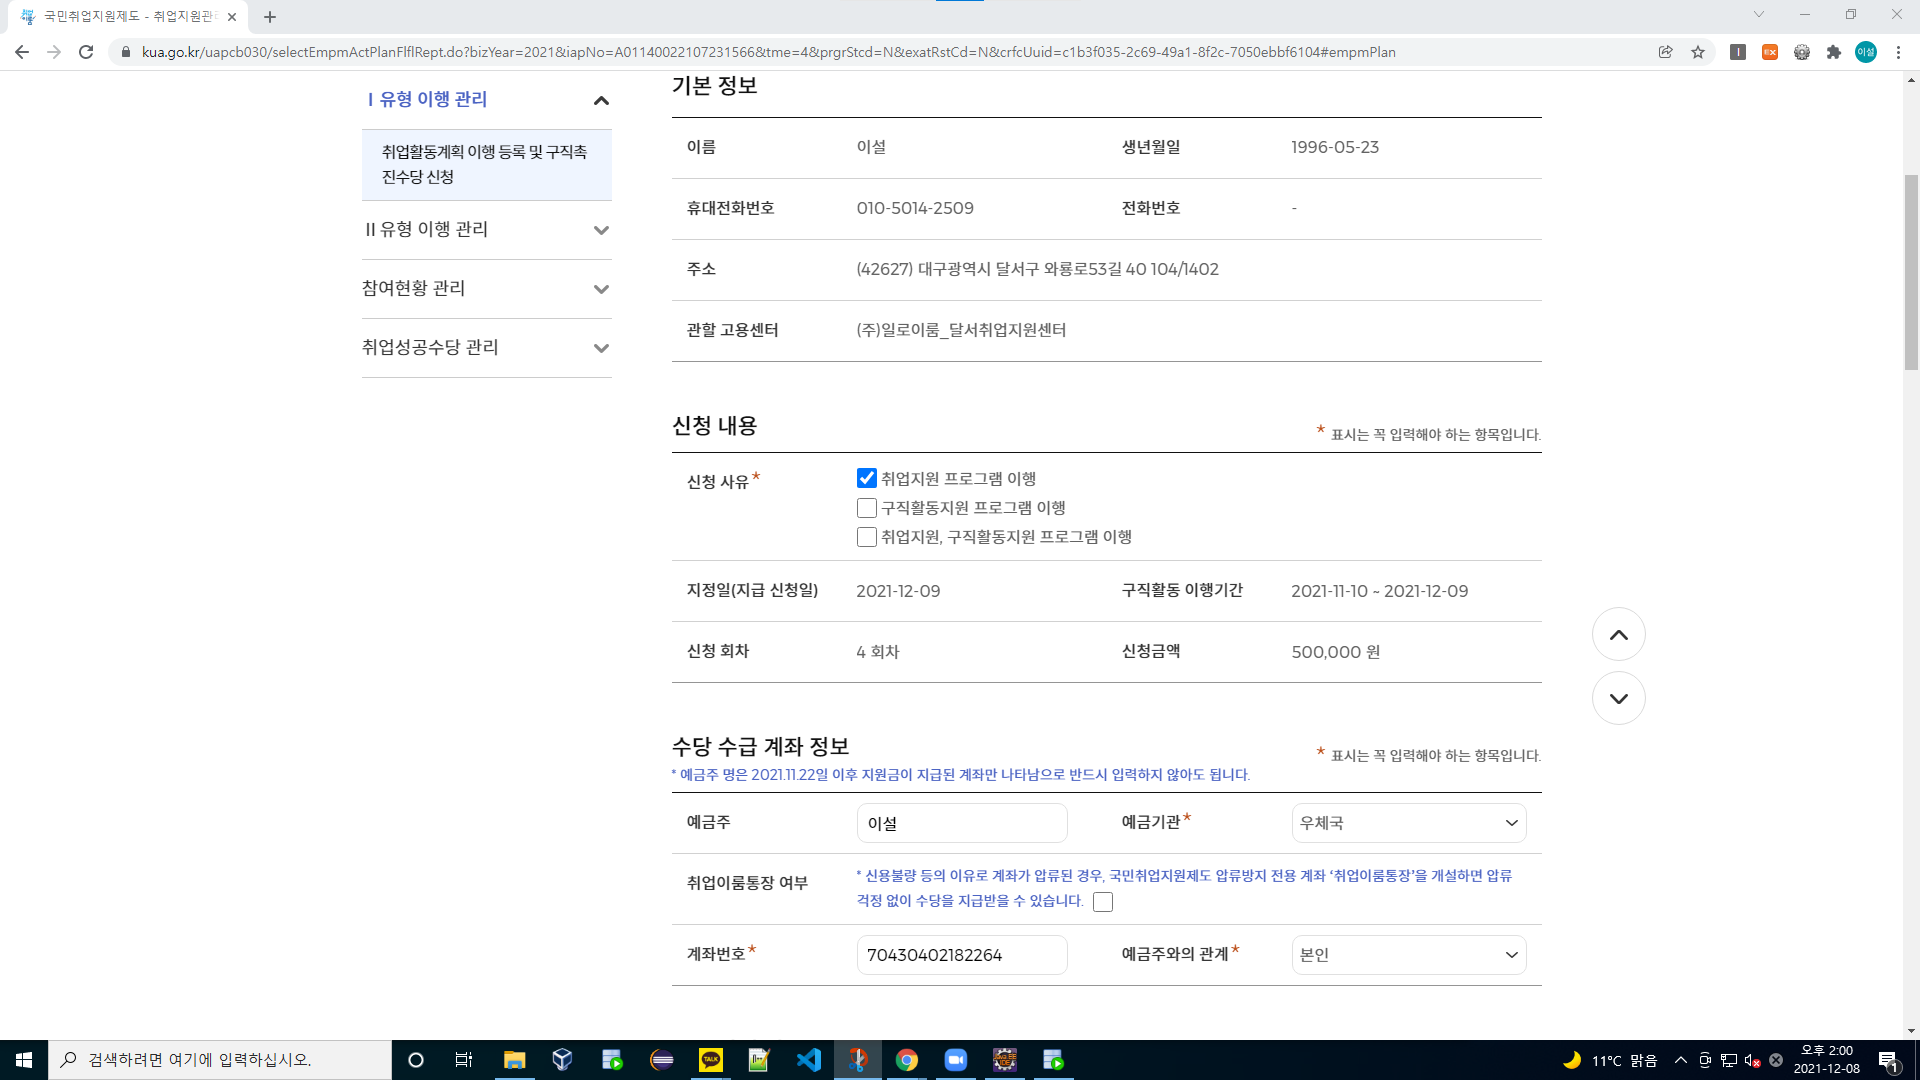 국민취업지원제도 - 취업지원관
kua.go.kr/uapcb030/selectEmpmActPlanFlflRept.do?bizYear=2021&iapNo=A01140022107231566&tme=4&prgrStcd=N&exatRstCd=N&crfcUuid=c1b3f035-2c69-49a1-8f2c-7050ebbf6104#empmPlan
이설
Ⅰ유형 이행 관리
취업활동계획 이행 등록 및 구직촉
진수당 신청
Ⅱ유형 이행 관리
참여현황 관리
취업성공수당 관리
기본 정보
이름 이설 생년월일 1996-05-23
휴대전화번호 010-5014-2509 전화번호 -
주소 (42627) 대구광역시 달서구 와룡로53길 40 104/1402
관할 고용센터 (주)일로이룸_달서취업지원센터
신청 내용
* 표시는 꼭 입력해야 하는 항목입니다.
신청 사유* 취업지원 프로그램 이행
구직활동지원 프로그램 이행
취업지원, 구직활동지원 프로그램 이행
지정일(지급 신청일) 2021-12-09 구직활동 이행기간 2021-11-10 ~ 2021-12-09
신청 회차 4 회차 신청금액 500,000 원
수당 수급 계좌 정보
* 표시는 꼭 입력해야 하는 항목입니다.
* 예금주 명은 2021.11.22일 이후 지원금이 지급된 계좌만 나타남으로 반드시 입력하지 않아도 됩니다.
예금주 이설 예금기관* 우체국
취업이룸통장 여부 * 신용불량 등의 이유로 계좌가 압류된 경우, 국민취업지원제도 압류방지 전용 계좌 ‘취업이룸통장’을 개설하면 압류
걱정 없이 수당을 지급받을 수 있습니다.
계좌번호* 70430402182264 예금주와의 관계* 본인
검색하려면 여기에 입력하십시오.
TALK
11°C 맑음
오후 2:00
2021-12-08
1